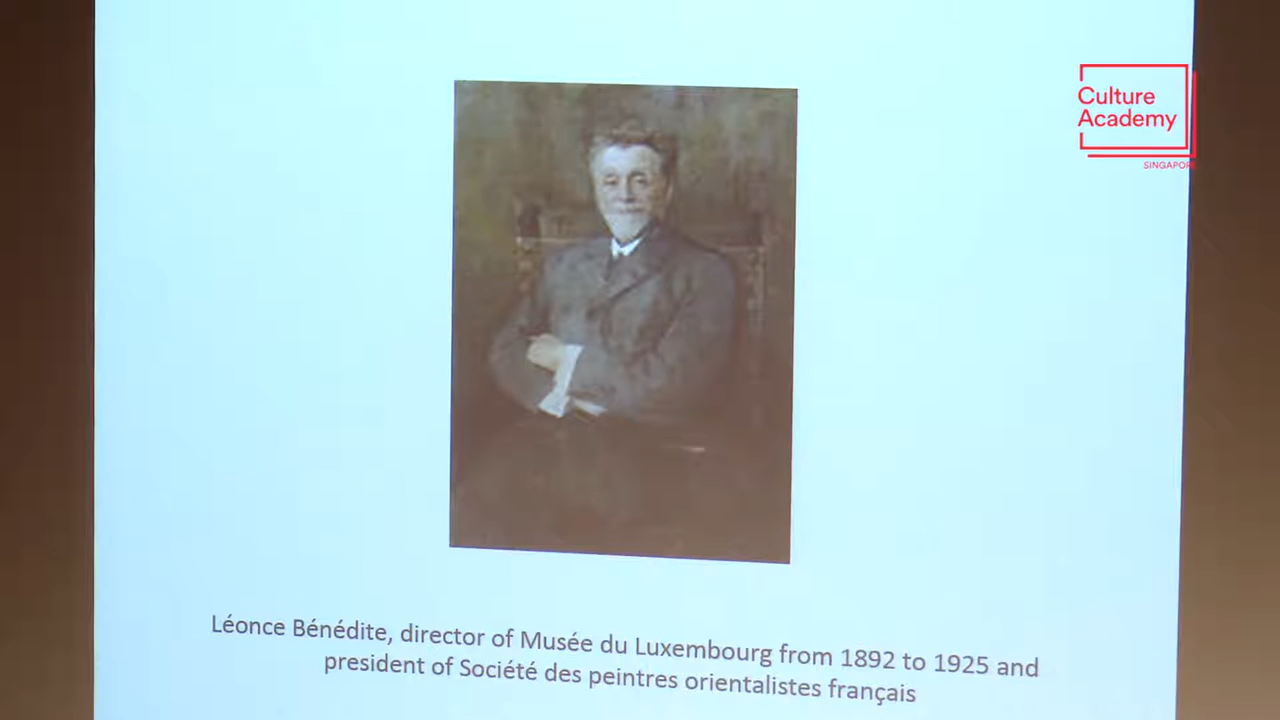 Culture
Academy
SINGAPOR
Léonce Bénédite, director of Musée du Luxembourg from 1892 to 1925 and
president of Société des peintres orientalistes français